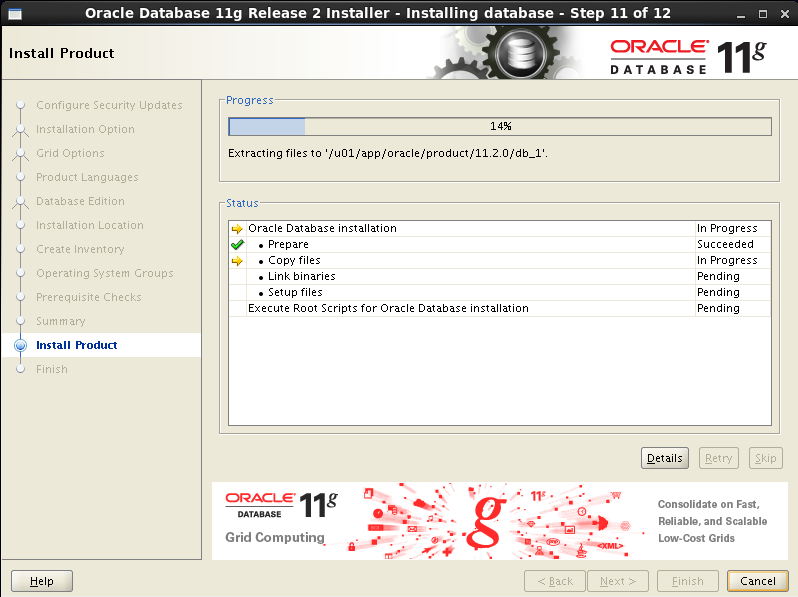 Oracle Database 11g Release 2 Installer - Installing database - Step 11 of 12
Install Product
ORACLE®
DATABASE
11g
Configure Security Updates
Installation Option
Grid Options
Product Languages
Database Edition
Installation Location
Create Inventory
Operating System Groups
Prerequisite Checks
Summary
Install Product
Finish
Progress
14%
Extracting files to '/u01/app/oracle/product/11.2.0/db_1'.
Status
Oracle Database installation In Progress
Prepare Succeeded
Copy files In Progress
Link binaries Pending
Setup files Pending
Execute Root Scripts for Oracle Database installation Pending
Details Retry Skip
ORACLE®
DATABASE
11g
Grid Computing
11g
g
<XML>
Consolidate on Fast,
Reliable, and Scalable
Low-Cost Grids
Help < Back Next > Finish Cancel